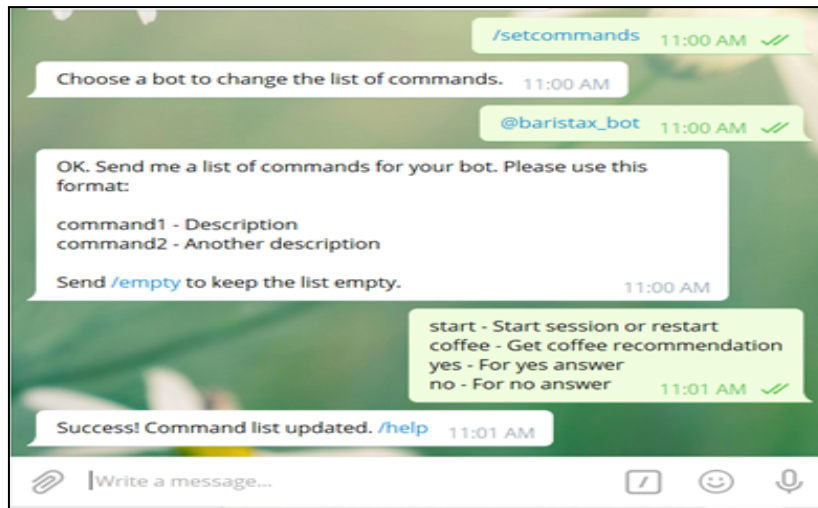 /setcommands 11:00 AM
Choose a bot to change the list of commands. 11:00 AM
@baristax_bot 11:00 AM
OK. Send me a list of commands for your bot. Please use this
format:
command1 - Description
command2 - Another description
Send /empty to keep the list empty. 11:00 AM
start - Start session or restart
coffee - Get coffee recommendation
yes - For yes answer
no - For no answer 11:01 AM
Success! Command list updated. /help 11:01 AM
Write a message...